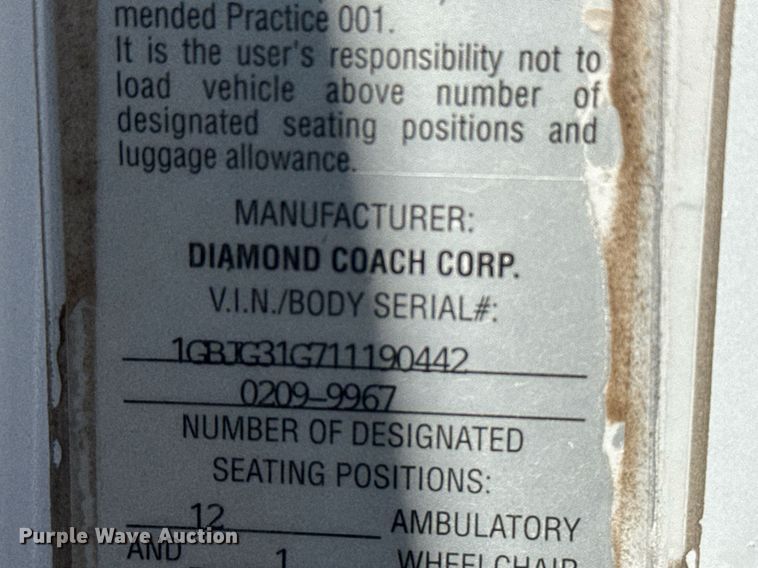 mended Practice 001.
It is the user's responsibility not to
load vehicle above number of
designated seating positions and
luggage allowance.
MANUFACTURER:
DIAMOND COACH CORP.
V.I.N./BODY SERIAL#:
1GBJG31G711190442
0209-9967
NUMBER OF DESIGNATED
SEATING POSITIONS:
12 AMBULATORY
AND 1 WHEELCHAIR
Purple Wave Auction